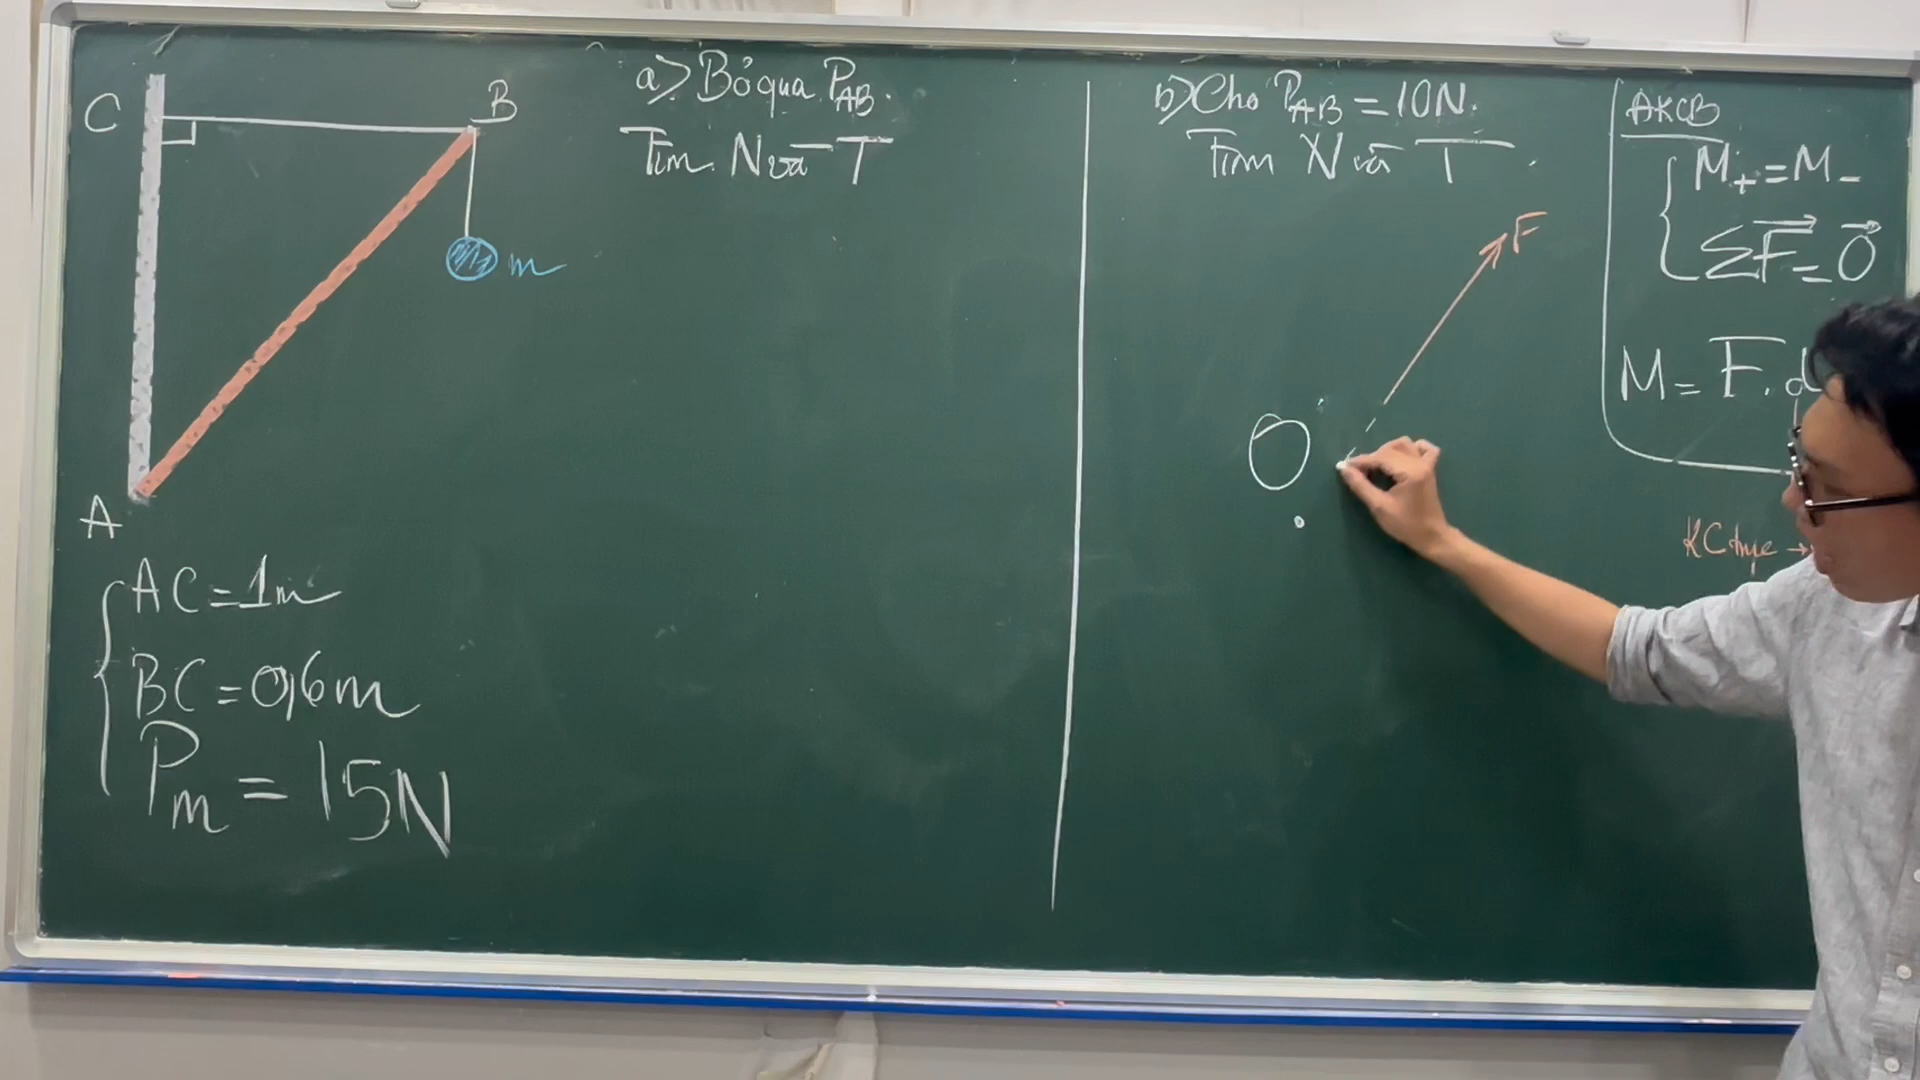 C
B
m
A
AC = 1m
BC = 0,6m
Pm = 15N
a) Bỏ qua PAB.
Tìm N và T
b) Cho PAB = 10N.
Tìm N và T.
F
O
ĐKCB
M+ = M-
ΣF = 0
M = F. d
KC trục →